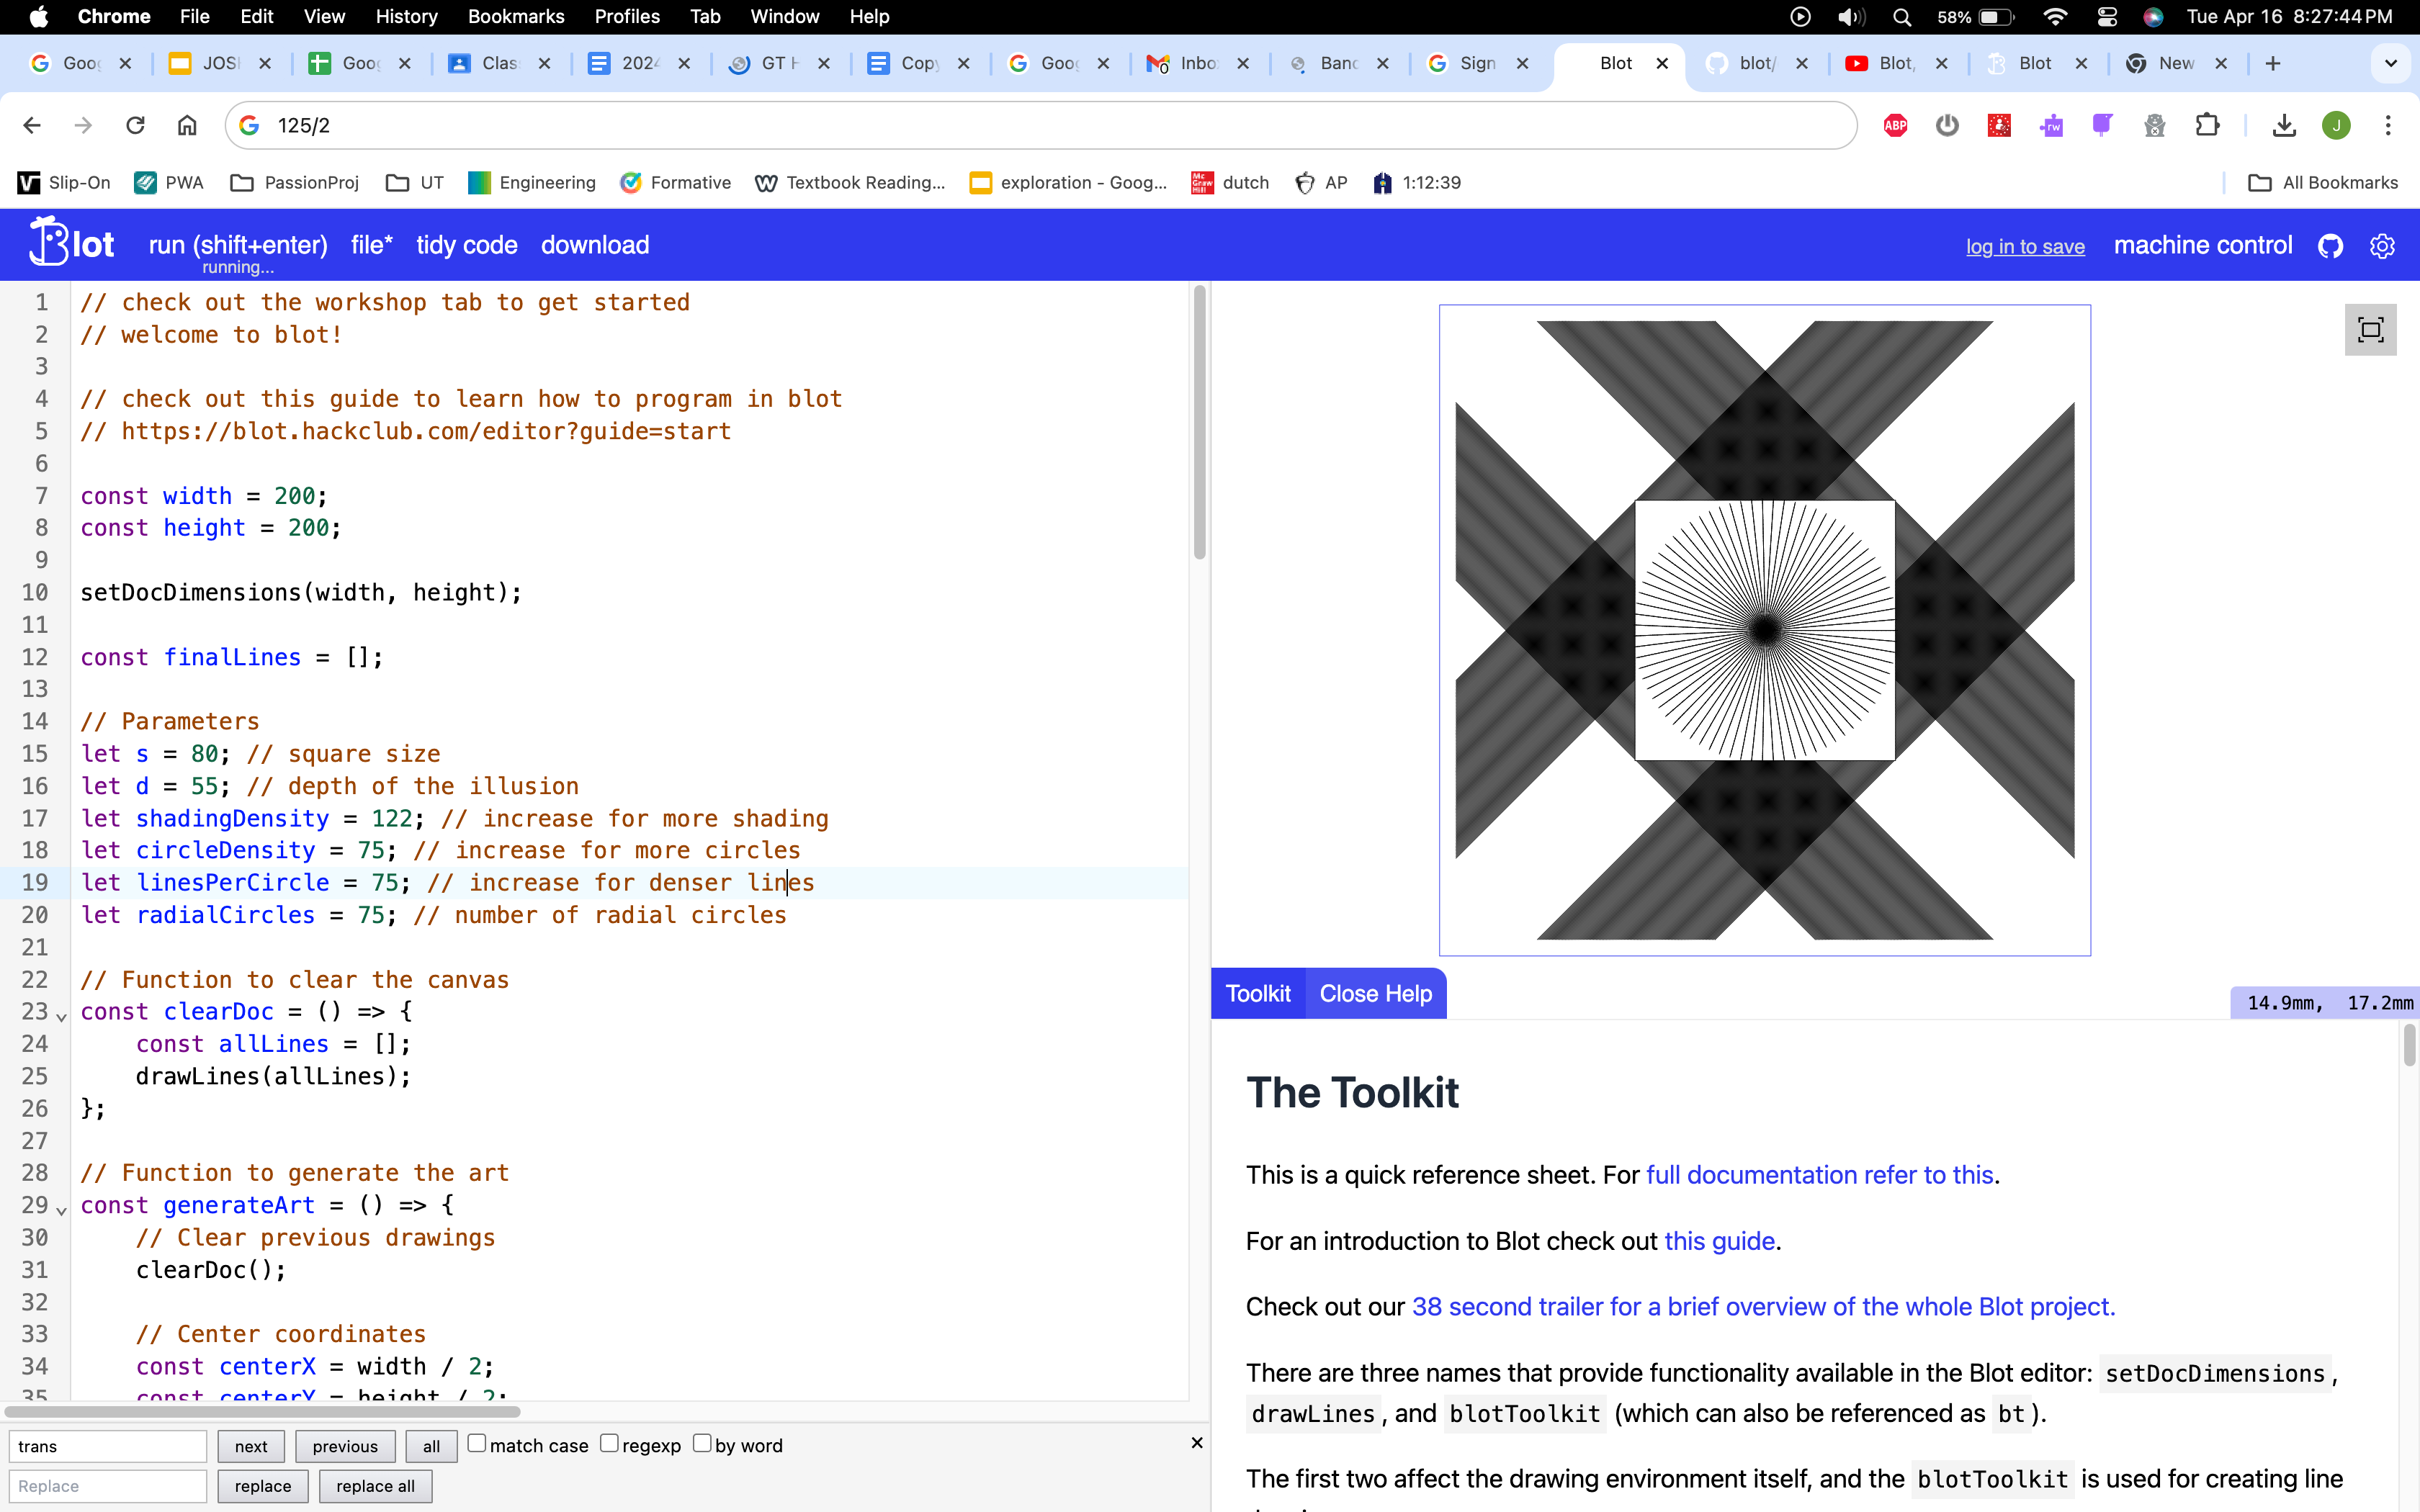 Chrome File Edit View History Bookmarks Profiles Tab Window Help 58% Tue Apr 16 8:27:44 PM
Goo JOS Goo Clas 2024 GT H Copy Goo Inbo Banc Sign Blot blot/ Blot, Blot New
125/2 ABP rw J
Slip-On PWA PassionProj UT Engineering Formative Textbook Reading... exploration - Goog... Mc Graw Hill dutch AP 1:12:39 All Bookmarks
Blot run (shift+enter) file* tidy code download log in to save machine control
running...
1 // check out the workshop tab to get started
2 // welcome to blot!
3
4 // check out this guide to learn how to program in blot
5 // https://blot.hackclub.com/editor?guide=start
6
7 const width = 200;
8 const height = 200;
9
10 setDocDimensions(width, height);
11
12 const finalLines = [];
13
14 // Parameters
15 let s = 80; // square size
16 let d = 55; // depth of the illusion
17 let shadingDensity = 122; // increase for more shading
18 let circleDensity = 75; // increase for more circles
19 let linesPerCircle = 75; // increase for denser lines
20 let radialCircles = 75; // number of radial circles
21
22 // Function to clear the canvas
23 const clearDoc = () => {
24 const allLines = [];
25 drawLines(allLines);
26 };
27
28 // Function to generate the art
29 const generateArt = () => {
30 // Clear previous drawings
31 clearDoc();
32
33 // Center coordinates
34 const centerX = width / 2;
35 const centerY = height / 2;
trans next previous all match case regexp by word ×
Replace replace replace all
Toolkit Close Help
14.9mm, 17.2mm
The Toolkit
This is a quick reference sheet. For full documentation refer to this.
For an introduction to Blot check out this guide.
Check out our 38 second trailer for a brief overview of the whole Blot project.
There are three names that provide functionality available in the Blot editor: setDocDimensions,
drawLines, and blotToolkit (which can also be referenced as bt).
The first two affect the drawing environment itself, and the blotToolkit is used for creating line